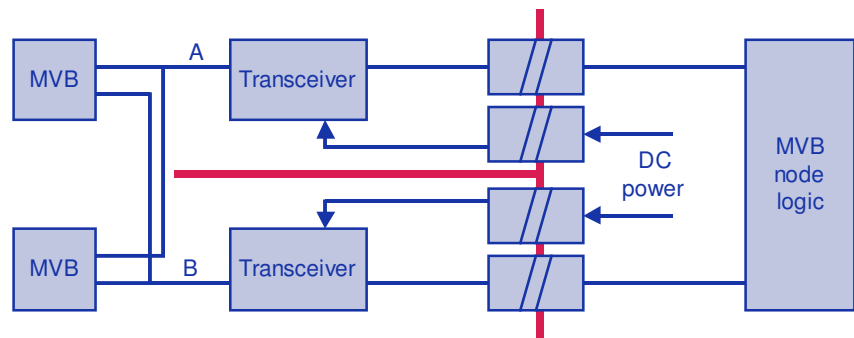 A
MVB
Transceiver
MVB
node
logic
DC
power
MVB
B
Transceiver